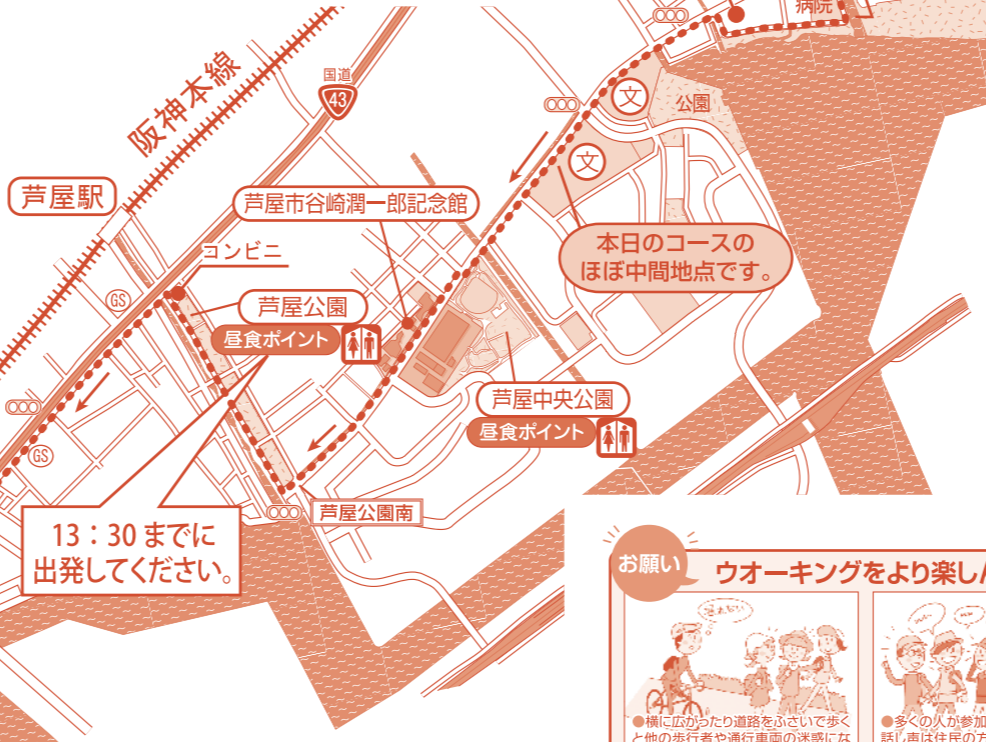 病院
阪神本線
国道
43
文
公園
文
芦屋駅
芦屋市谷崎潤一郎記念館
本日のコースの
ほぼ中間地点です。
コンビニ
GS
芦屋公園
昼食ポイント
芦屋中央公園
昼食ポイント
GS
芦屋公園南
13：30 までに
出発してください。
お願い
ウオーキングをより楽しん
●横に広がったり道路をふさいで歩く
と他の歩行者や通行車両の迷惑にな
●多くの人が参加
話し声は住民の方